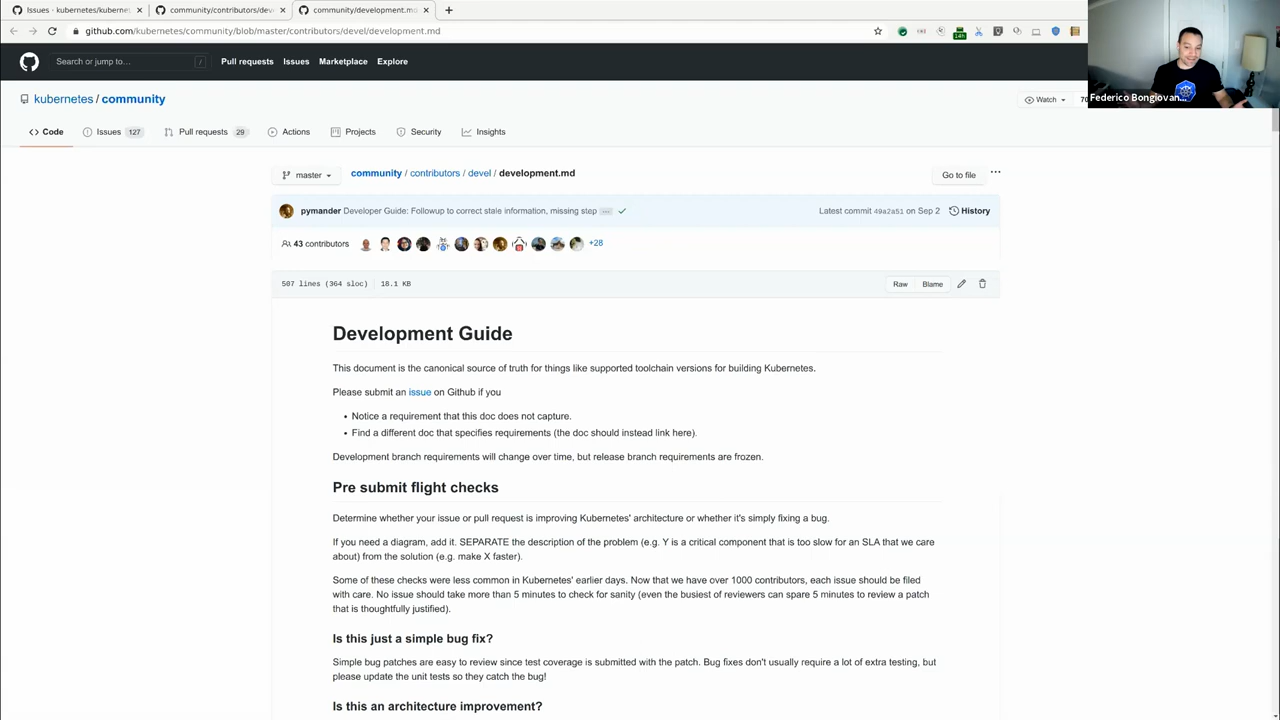 Issues · kubernetes/kubernet
community/contributors/deve
community/development.md
github.com/kubernetes/community/blob/master/contributors/devel/development.md
14h
Search or jump to…
/
Pull requests
Issues
Marketplace
Explore
Federico Bongiovan...
kubernetes / community
Watch
Code
Issues 127
Pull requests 29
Actions
Projects
Security
Insights
master
community / contributors / devel / development.md
Go to file
pymander Developer Guide: Followup to correct stale information, missing step
Latest commit 49a2a51 on Sep 2
History
43 contributors
+28
507 lines (364 sloc) 18.1 KB
Raw
Blame
Development Guide
This document is the canonical source of truth for things like supported toolchain versions for building Kubernetes.
Please submit an issue on Github if you
• Notice a requirement that this doc does not capture.
• Find a different doc that specifies requirements (the doc should instead link here).
Development branch requirements will change over time, but release branch requirements are frozen.
Pre submit flight checks
Determine whether your issue or pull request is improving Kubernetes' architecture or whether it's simply fixing a bug.
If you need a diagram, add it. SEPARATE the description of the problem (e.g. Y is a critical component that is too slow for an SLA that we care
about) from the solution (e.g. make X faster).
Some of these checks were less common in Kubernetes' earlier days. Now that we have over 1000 contributors, each issue should be filed
with care. No issue should take more than 5 minutes to check for sanity (even the busiest of reviewers can spare 5 minutes to review a patch
that is thoughtfully justified).
Is this just a simple bug fix?
Simple bug patches are easy to review since test coverage is submitted with the patch. Bug fixes don't usually require a lot of extra testing, but
please update the unit tests so they catch the bug!
Is this an architecture improvement?